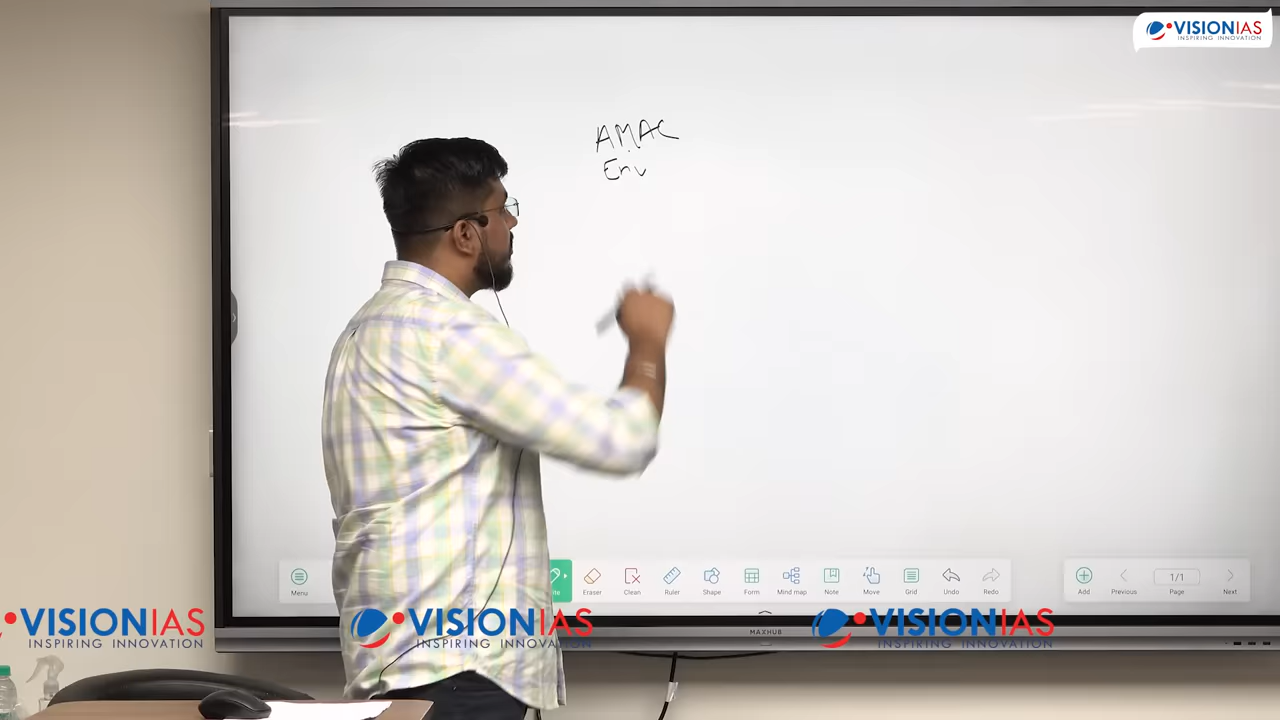 VISIONIAS
INSPIRING INNOVATION
AMAC
Env
Menu
Eraser
Clean
Ruler
Shape
Form
Mind map
Note
Move
Grid
Undo
Redo
Add
Previous
1/1
Page
Next
MAXHUB
VISIONIAS
INSPIRING INNOVATION
VISIONIAS
INSPIRING INNOVATION
VISIONIAS
INSPIRING INNOVATION